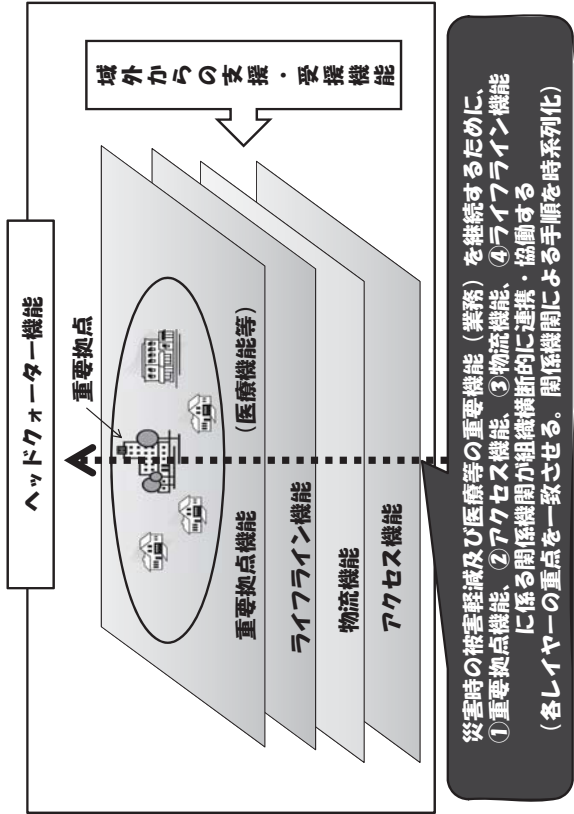 ヘッドクォーター機能
重要拠点
域外からの支援・受援機能
重要拠点機能
(医療機能等)
ライフライン機能
物流機能
アクセス機能
災害時の被害軽減及び医療等の重要機能(業務)を継続するために、
①重要拠点機能、②アクセス機能、③物流機能、④ライフライン機能
に係る関係機関が組織横断的に連携・協働する
(各レイヤーの重点を一致させる。関係機関による手順を時系列化)